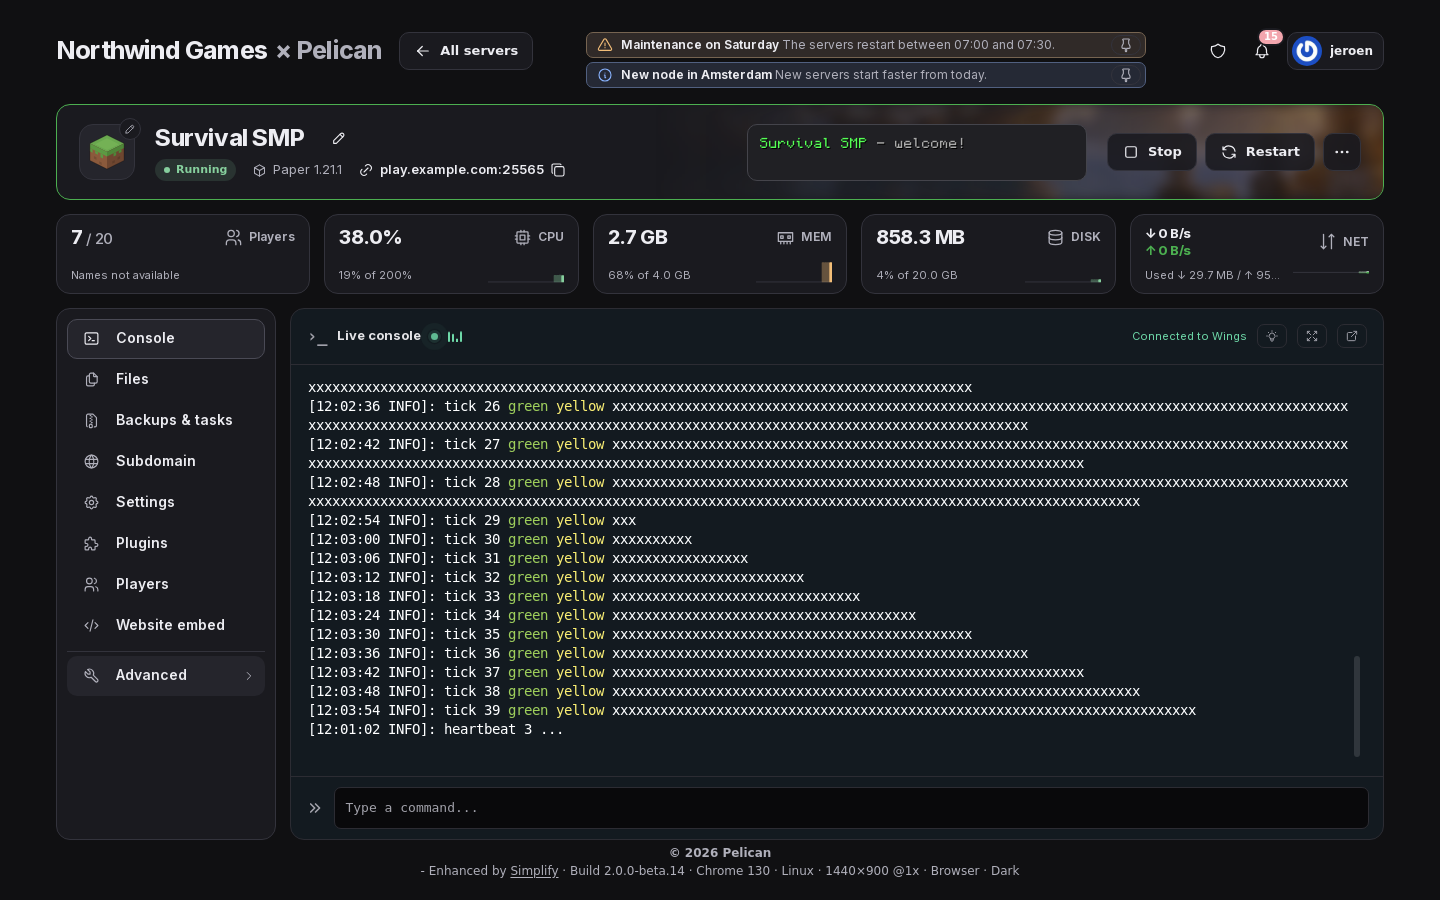 Northwind Games × Pelican
All servers
Maintenance on Saturday The servers restart between 07:00 and 07:30.
New node in Amsterdam New servers start faster from today.
15
jeroen
Survival SMP
Running
Paper 1.21.1
play.example.com:25565
Survival SMP - welcome!
Stop
Restart
7 / 20
Players
Names not available
38.0%
CPU
19% of 200%
2.7 GB
MEM
68% of 4.0 GB
858.3 MB
DISK
4% of 20.0 GB
↓ 0 B/s
↑ 0 B/s
NET
Used ↓ 29.7 MB / ↑ 95...
Console
Files
Backups & tasks
Subdomain
Settings
Plugins
Players
Website embed
Advanced
Live console
Connected to Wings
xxxxxxxxxxxxxxxxxxxxxxxxxxxxxxxxxxxxxxxxxxxxxxxxxxxxxxxxxxxxxxxxxxxxxxxxxxxxxxxxxxx
[12:02:36 INFO]: tick 26 green yellow xxxxxxxxxxxxxxxxxxxxxxxxxxxxxxxxxxxxxxxxxxxxxxxxxxxxxxxxxxxxxxxxxxxxxxxxxxxxxxxxxxxxxxxxxxxx
xxxxxxxxxxxxxxxxxxxxxxxxxxxxxxxxxxxxxxxxxxxxxxxxxxxxxxxxxxxxxxxxxxxxxxxxxxxxxxxxxxxxxxxxxx
[12:02:42 INFO]: tick 27 green yellow xxxxxxxxxxxxxxxxxxxxxxxxxxxxxxxxxxxxxxxxxxxxxxxxxxxxxxxxxxxxxxxxxxxxxxxxxxxxxxxxxxxxxxxxxxxx
xxxxxxxxxxxxxxxxxxxxxxxxxxxxxxxxxxxxxxxxxxxxxxxxxxxxxxxxxxxxxxxxxxxxxxxxxxxxxxxxxxxxxxxxxxxxxxxxx
[12:02:48 INFO]: tick 28 green yellow xxxxxxxxxxxxxxxxxxxxxxxxxxxxxxxxxxxxxxxxxxxxxxxxxxxxxxxxxxxxxxxxxxxxxxxxxxxxxxxxxxxxxxxxxxxx
xxxxxxxxxxxxxxxxxxxxxxxxxxxxxxxxxxxxxxxxxxxxxxxxxxxxxxxxxxxxxxxxxxxxxxxxxxxxxxxxxxxxxxxxxxxxxxxxxxxxxxxx
[12:02:54 INFO]: tick 29 green yellow xxx
[12:03:00 INFO]: tick 30 green yellow xxxxxxxxxx
[12:03:06 INFO]: tick 31 green yellow xxxxxxxxxxxxxxxxx
[12:03:12 INFO]: tick 32 green yellow xxxxxxxxxxxxxxxxxxxxxxxx
[12:03:18 INFO]: tick 33 green yellow xxxxxxxxxxxxxxxxxxxxxxxxxxxxxxx
[12:03:24 INFO]: tick 34 green yellow xxxxxxxxxxxxxxxxxxxxxxxxxxxxxxxxxxxxxx
[12:03:30 INFO]: tick 35 green yellow xxxxxxxxxxxxxxxxxxxxxxxxxxxxxxxxxxxxxxxxxxxxx
[12:03:36 INFO]: tick 36 green yellow xxxxxxxxxxxxxxxxxxxxxxxxxxxxxxxxxxxxxxxxxxxxxxxxxxxx
[12:03:42 INFO]: tick 37 green yellow xxxxxxxxxxxxxxxxxxxxxxxxxxxxxxxxxxxxxxxxxxxxxxxxxxxxxxxxxxx
[12:03:48 INFO]: tick 38 green yellow xxxxxxxxxxxxxxxxxxxxxxxxxxxxxxxxxxxxxxxxxxxxxxxxxxxxxxxxxxxxxxxxxx
[12:03:54 INFO]: tick 39 green yellow xxxxxxxxxxxxxxxxxxxxxxxxxxxxxxxxxxxxxxxxxxxxxxxxxxxxxxxxxxxxxxxxxxxxxxxxx
[12:01:02 INFO]: heartbeat 3 ...
Type a command...
© 2026 Pelican
- Enhanced by Simplify · Build 2.0.0-beta.14 · Chrome 130 · Linux · 1440×900 @1x · Browser · Dark